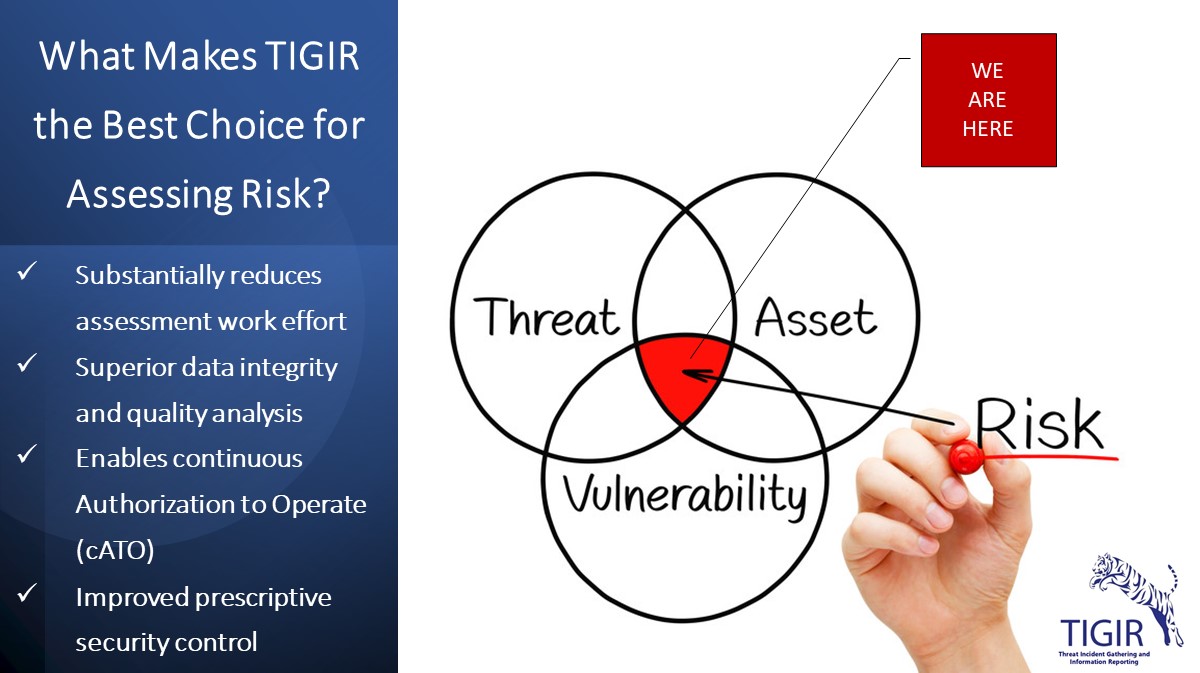 What Makes TIGIR
the Best Choice for
Assessing Risk?
✓ Substantially reduces
assessment work effort
✓ Superior data integrity
and quality analysis
✓ Enables continuous
Authorization to Operate
(cATO)
✓ Improved prescriptive
security control
WE
ARE
HERE
Threat
Asset
Vulnerability
Risk
TIGIR
Threat Incident Gathering and
Information Reporting